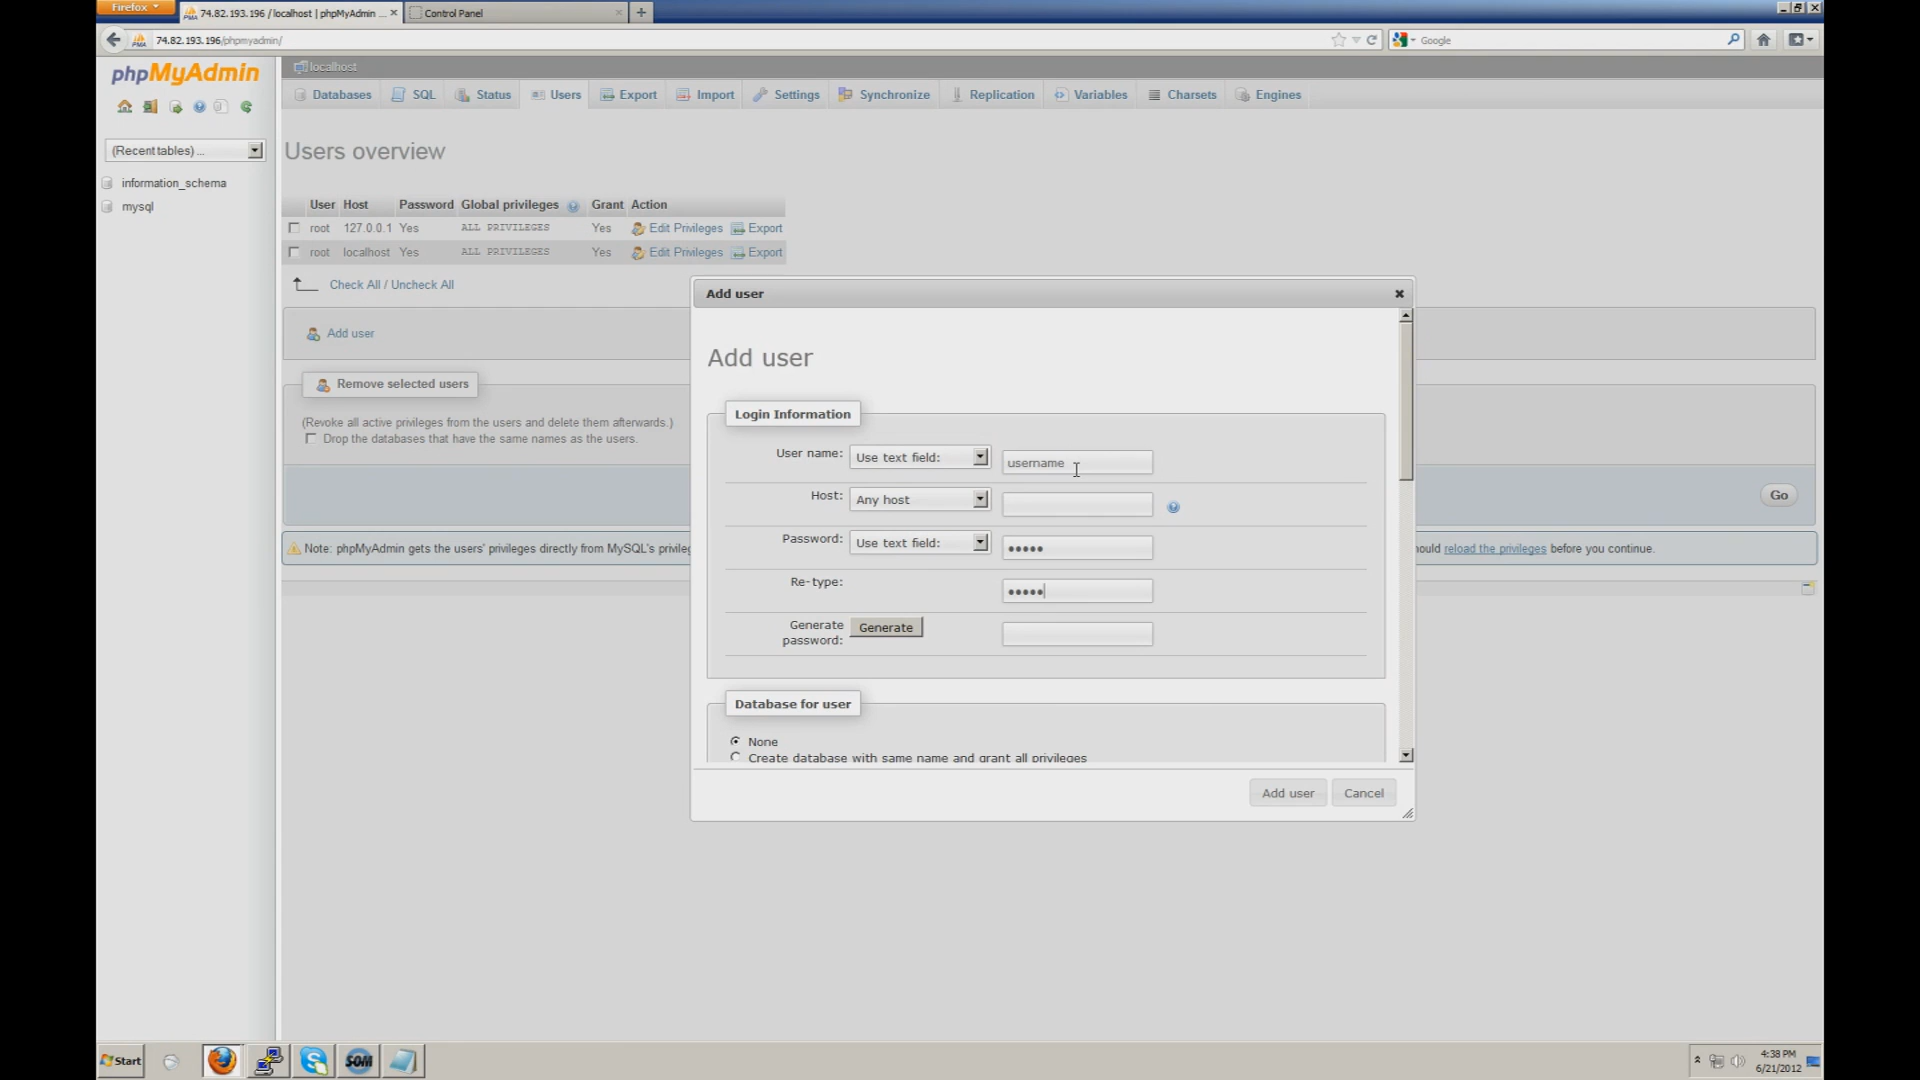 Firefox
74.82.193.196 / localhost | phpMyAdmin ...
Control Panel
74.82.193.196/phpmyadmin/
Google
phpMyAdmin
localhost
Databases
SQL
Status
Users
Export
Import
Settings
Synchronize
Replication
Variables
Charsets
Engines
(Recent tables) ...
information_schema
mysql
Users overview
User Host Password Global privileges Grant Action
root 127.0.0.1 Yes ALL PRIVILEGES Yes Edit Privileges Export
root localhost Yes ALL PRIVILEGES Yes Edit Privileges Export
Check All / Uncheck All
Add user
Remove selected users
(Revoke all active privileges from the users and delete them afterwards.)
Drop the databases that have the same names as the users.
Go
Note: phpMyAdmin gets the users' privileges directly from MySQL's
reload the privileges before you continue.
Add user
Add user
Login Information
User name: Use text field: username
Host: Any host
Password: Use text field: •••••
Re-type: •••••
Generate password: Generate
Database for user
None
Create database with same name and grant all privileges
Add user
Cancel
Start
SOM
4:38 PM
6/21/2012